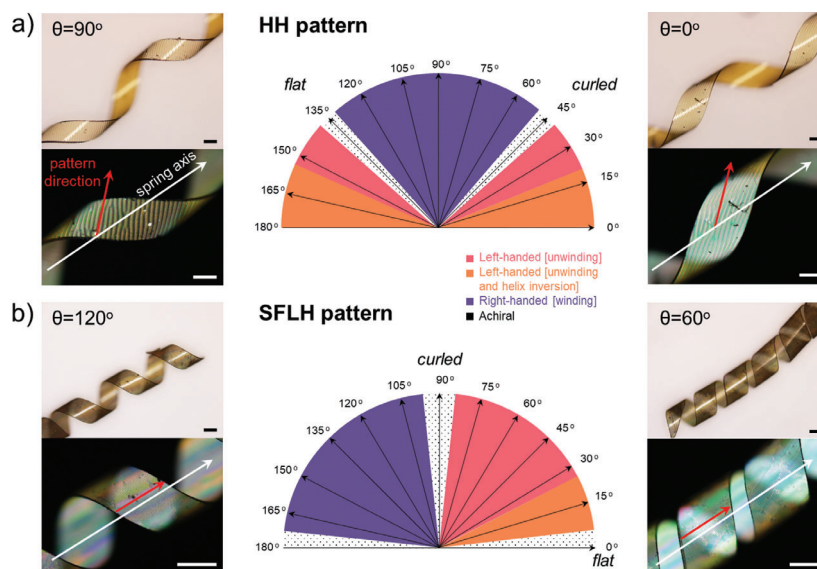 a)
θ=90°
pattern
direction
spring axis
HH pattern
flat
curled
180°
165°
150°
135°
120°
105°
90°
75°
60°
45°
30°
15°
0°
θ=0°
Left-handed [unwinding]
Left-handed [unwinding
and helix inversion]
Right-handed [winding]
Achiral
b)
θ=120°
SFLH pattern
curled
180°
165°
150°
135°
120°
105°
90°
75°
60°
45°
30°
15°
0°
flat
θ=60°